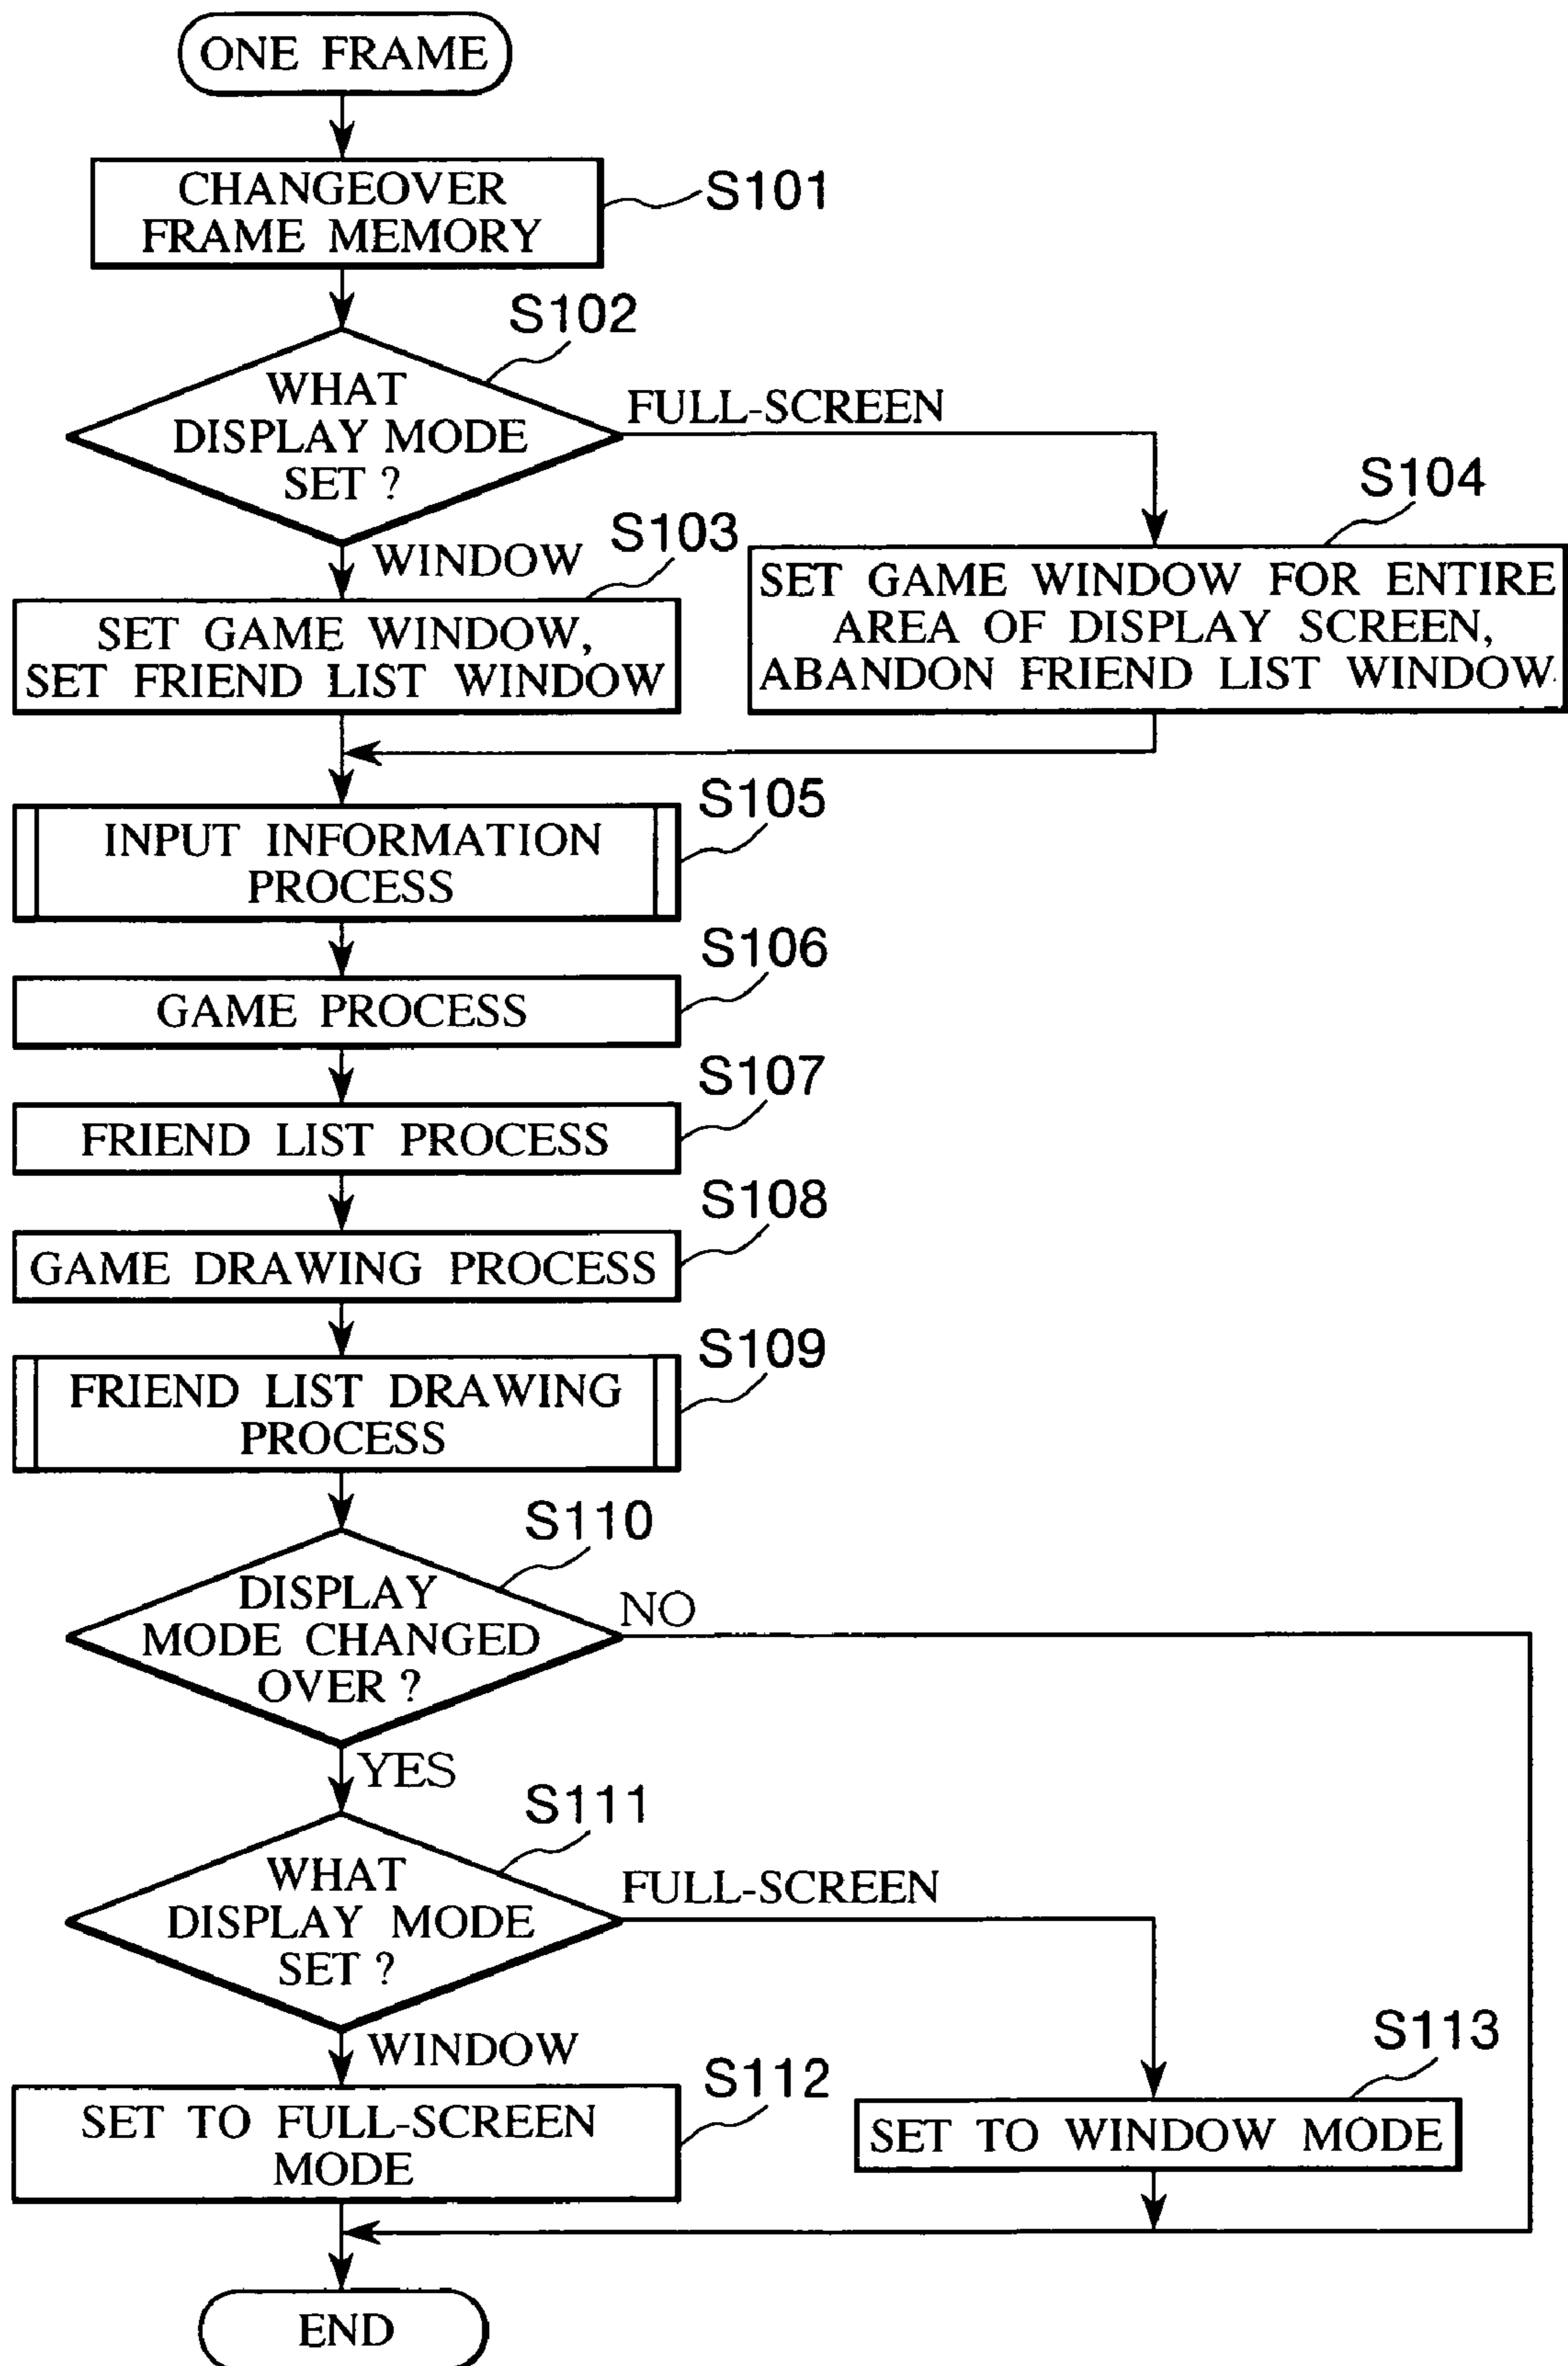 ONE FRAME
CHANGEOVER
FRAME MEMORY
S101
S102
WHAT
DISPLAY MODE
SET ?
FULL-SCREEN
WINDOW
S103
SET GAME WINDOW,
SET FRIEND LIST WINDOW
S104
SET GAME WINDOW FOR ENTIRE
AREA OF DISPLAY SCREEN,
ABANDON FRIEND LIST WINDOW
S105
INPUT INFORMATION
PROCESS
S106
GAME PROCESS
S107
FRIEND LIST PROCESS
S108
GAME DRAWING PROCESS
S109
FRIEND LIST DRAWING
PROCESS
S110
DISPLAY
MODE CHANGED
OVER ?
NO
YES
S111
WHAT
DISPLAY MODE
SET ?
FULL-SCREEN
WINDOW
S112
SET TO FULL-SCREEN
MODE
S113
SET TO WINDOW MODE
END